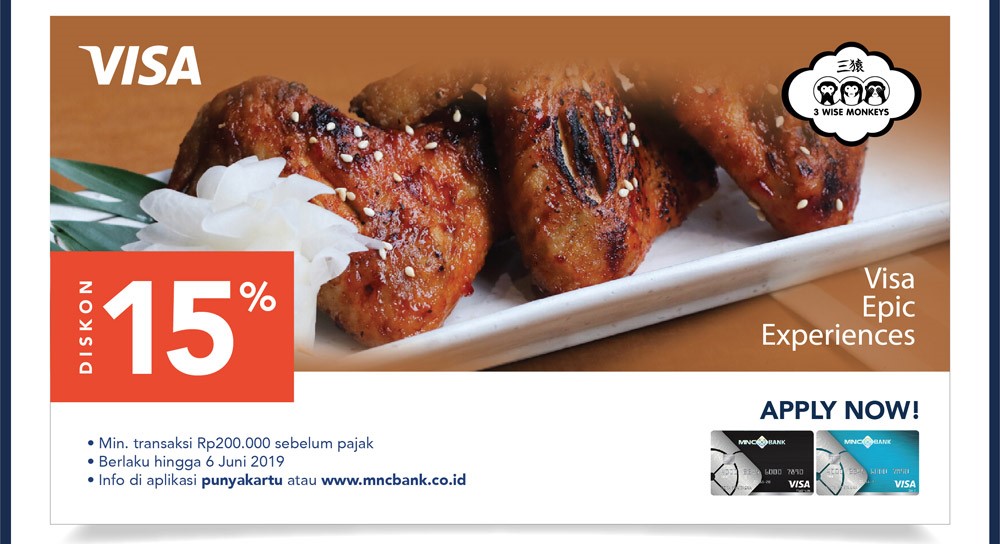 VISA
三猿
3 WISE MONKEYS
DISKON
15%
Visa
Epic
Experiences
APPLY NOW!
• Min. transaksi Rp200.000 sebelum pajak
• Berlaku hingga 6 Juni 2019
• Info di aplikasi punyakartu atau www.mncbank.co.id
MNC BANK
VISA
MNC BANK
VISA